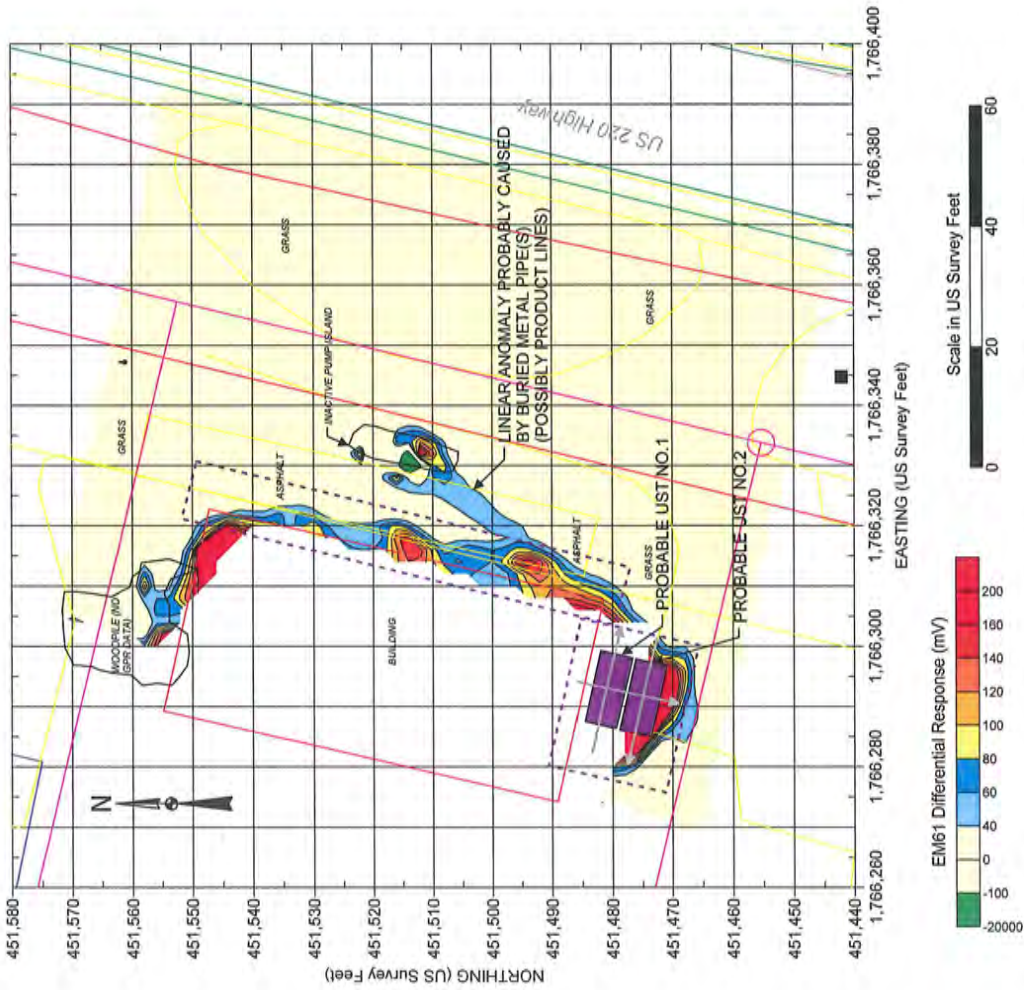 451,580
451,570
451,560
451,550
451,540
451,530
451,520
451,510
451,500
451,490
451,480
451,470
451,460
451,450
451,440
NORTHING (US Survey Feet)
1,766,260
1,766,280
1,766,300
1,766,320
1,766,340
1,766,360
1,766,380
1,766,400
EASTING (US Survey Feet)
N
WOODPILE (NO
GPR DATA)
GRASS
ASPHALT
BUILDING
INACTIVE PUMP ISLAND
GRASS
US 220 Highway
LINEAR ANOMALY PROBABLY CAUSED
BY BURIED METAL PIPE(S)
(POSSIBLY PRODUCT LINES)
ASPHALT
GRASS
GRASS
PROBABLE UST NO.1
PROBABLE UST NO.2
EM61 Differential Response (mV)
-20000
-100
0
40
60
80
100
120
140
160
200
Scale in US Survey Feet
0
20
40
60